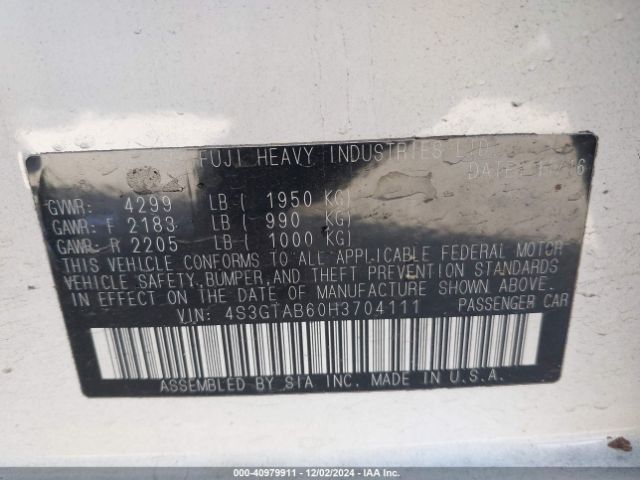 FUJI HEAVY INDUSTRIES LTD.
DATE: 16
GVWR: 4299 LB ( 1950 KG)
GAWR: F 2183 LB ( 990 KG)
GAWR: R 2205 LB ( 1000 KG)
THIS VEHICLE CONFORMS TO ALL APPLICABLE FEDERAL MOTOR
VEHICLE SAFETY, BUMPER, AND THEFT PREVENTION STANDARDS
IN EFFECT ON THE DATE OF MANUFACTURE SHOWN ABOVE.
VIN: 4S3GTAB60H3704111 PASSENGER CAR
ASSEMBLED BY SIA INC. MADE IN U.S.A.
000-40979911 - 12/02/2024 - IAA Inc.